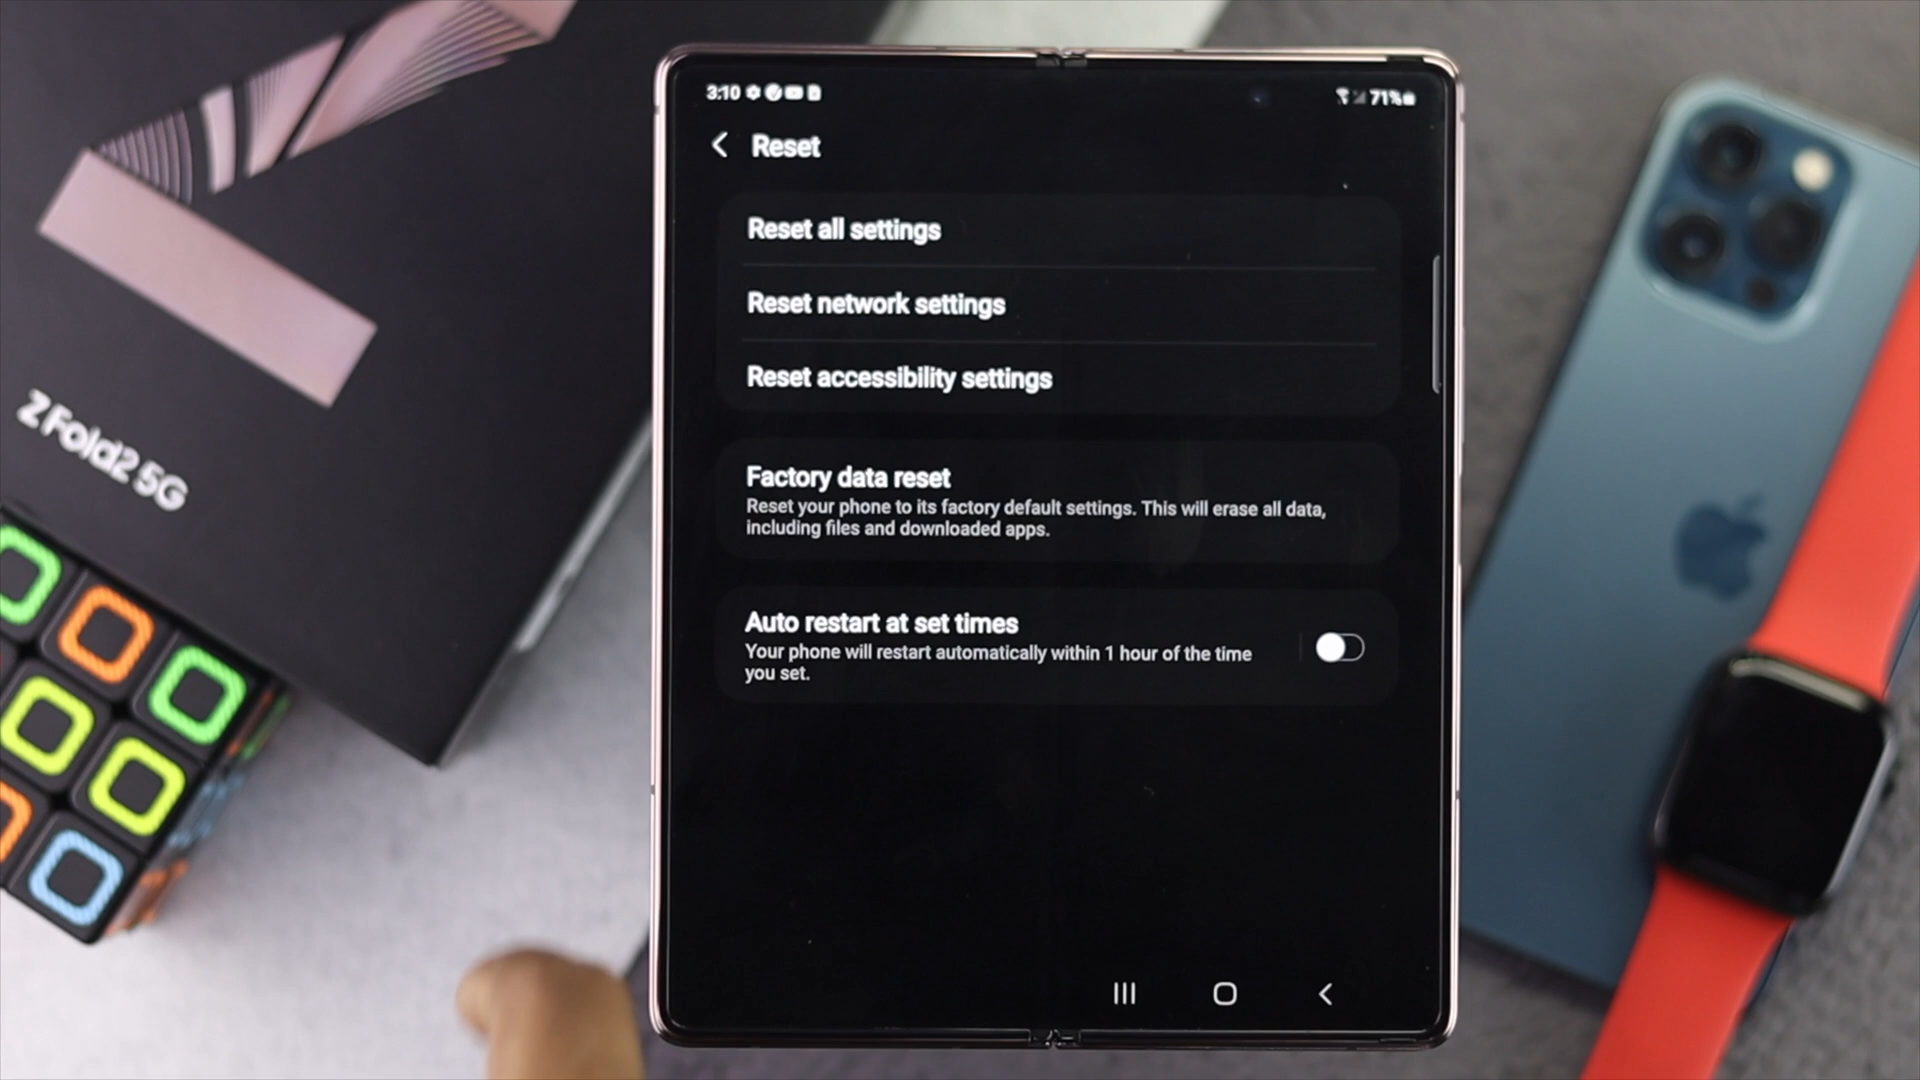 3:10
71%
Reset
Reset all settings
Reset network settings
Reset accessibility settings
Factory data reset
Reset your phone to its factory default settings. This will erase all data,
including files and downloaded apps.
Auto restart at set times
Your phone will restart automatically within 1 hour of the time
you set.
Z Fold2 5G